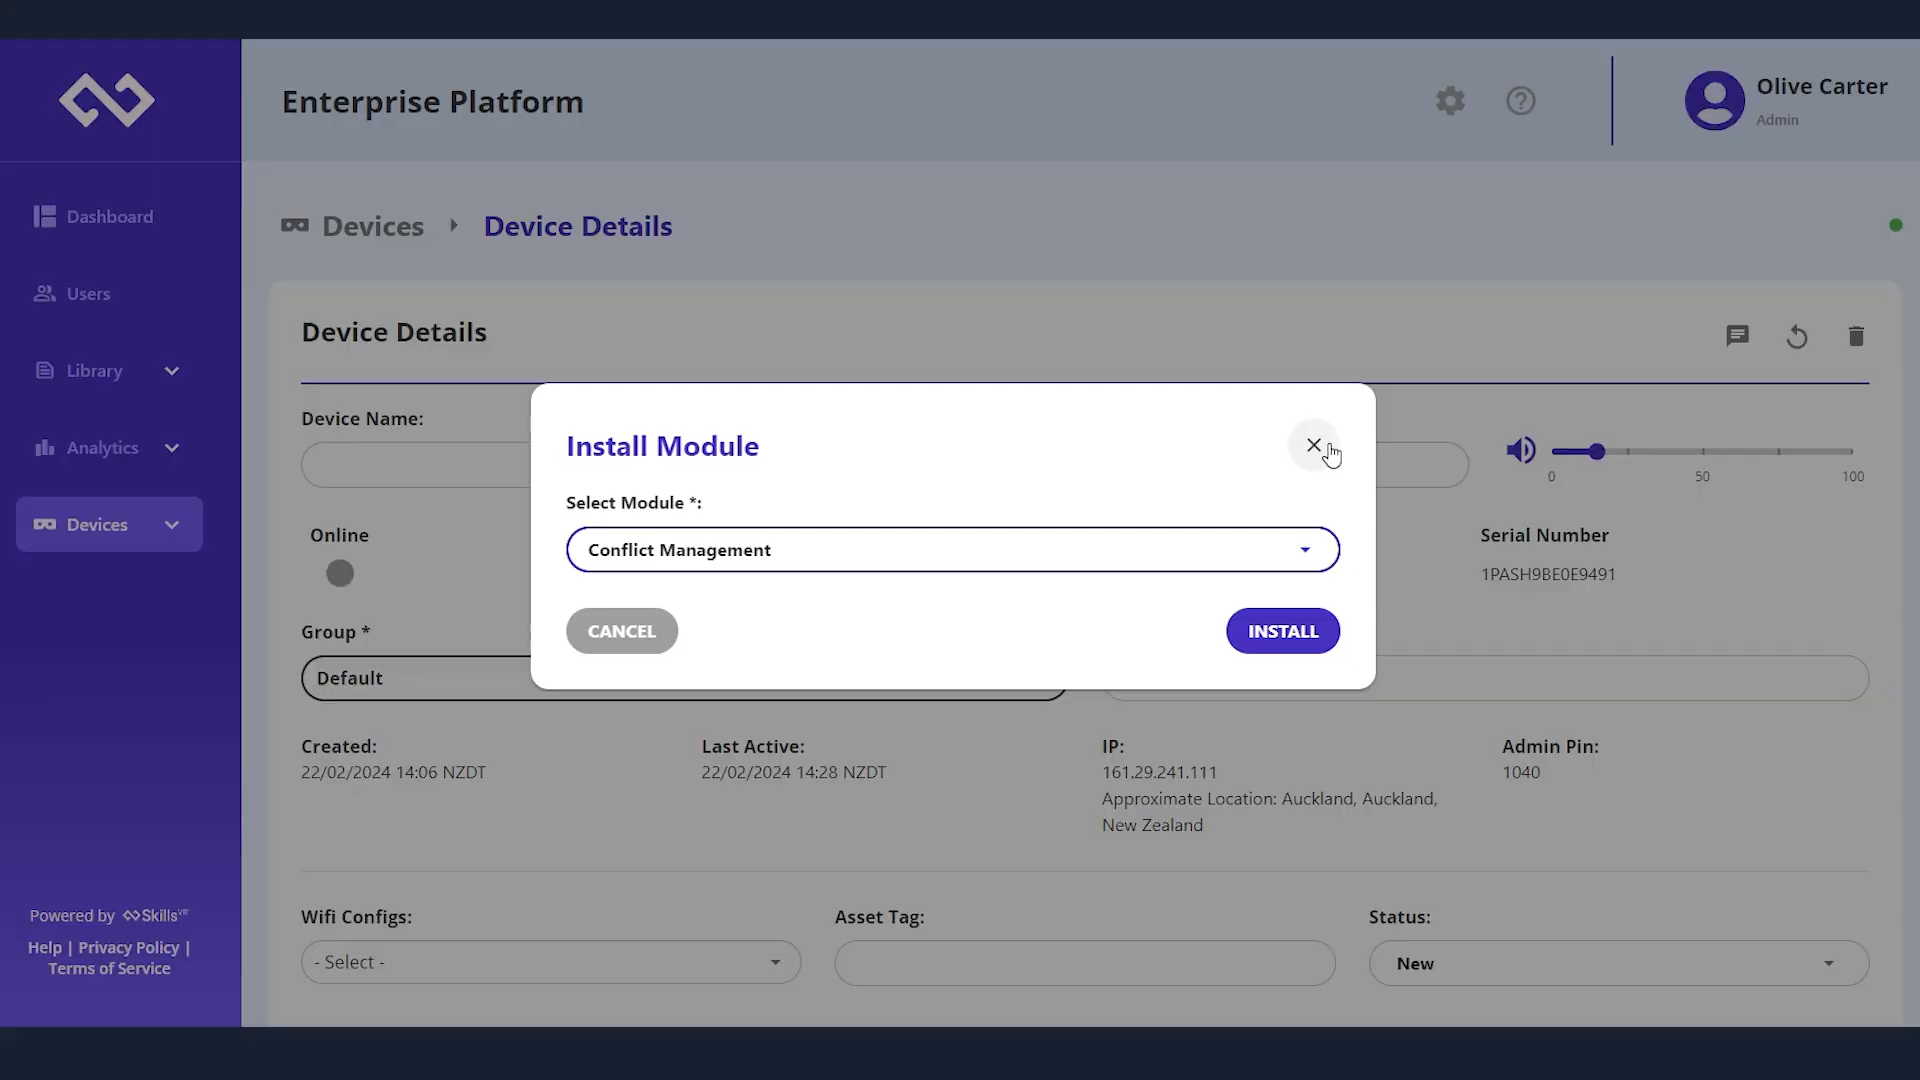 Enterprise Platform
Olive Carter
Admin
Dashboard
Users
Library
Analytics
Devices
Powered by SkillsVR
Help | Privacy Policy |
Terms of Service
Devices
Device Details
Device Details
Device Name:
0
50
100
Online
Serial Number
1PASH9BE0E9491
Group *
Default
Install Module
Select Module *:
Conflict Management
CANCEL
INSTALL
Created:
22/02/2024 14:06 NZDT
Last Active:
22/02/2024 14:28 NZDT
IP:
161.29.241.111
Approximate Location: Auckland, Auckland,
New Zealand
Admin Pin:
1040
Wifi Configs:
- Select -
Asset Tag:
Status:
New